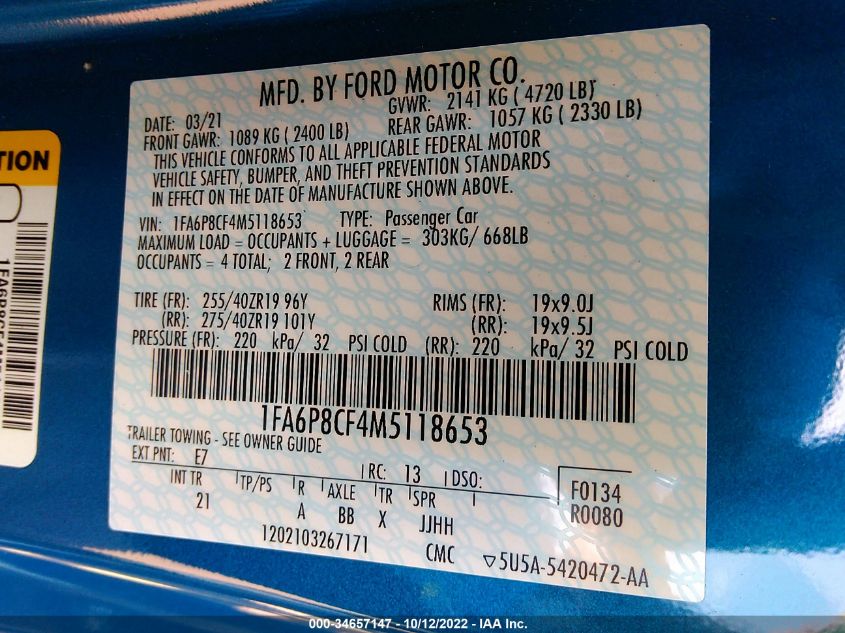 MFD. BY FORD MOTOR CO.
DATE: 03/21 GVWR: 2141 KG ( 4720 LB)
FRONT GAWR: 1089 KG ( 2400 LB) REAR GAWR: 1057 KG ( 2330 LB)
THIS VEHICLE CONFORMS TO ALL APPLICABLE FEDERAL MOTOR
VEHICLE SAFETY, BUMPER, AND THEFT PREVENTION STANDARDS
IN EFFECT ON THE DATE OF MANUFACTURE SHOWN ABOVE.
VIN: 1FA6P8CF4M5118653 TYPE: Passenger Car
MAXIMUM LOAD = OCCUPANTS + LUGGAGE = 303KG/ 668LB
OCCUPANTS = 4 TOTAL; 2 FRONT, 2 REAR
TIRE (FR): 255/40ZR19 96Y RIMS (FR): 19x9.0J
(RR): 275/40ZR19 101Y (RR): 19x9.5J
PRESSURE (FR): 220 kPa/ 32 PSI COLD (RR): 220 kPa/ 32 PSI COLD
1FA6P8CF4M5118653
TRAILER TOWING - SEE OWNER GUIDE
EXT PNT: E7 RC: 13 DSO:
INT TR TP/PS R AXLE TR SPR
21 A BB X JJHH
F0134
R0080
1202103267171 CMC ▽5U5A-5420472-AA
TION
000-34657147 - 10/12/2022 - IAA Inc.